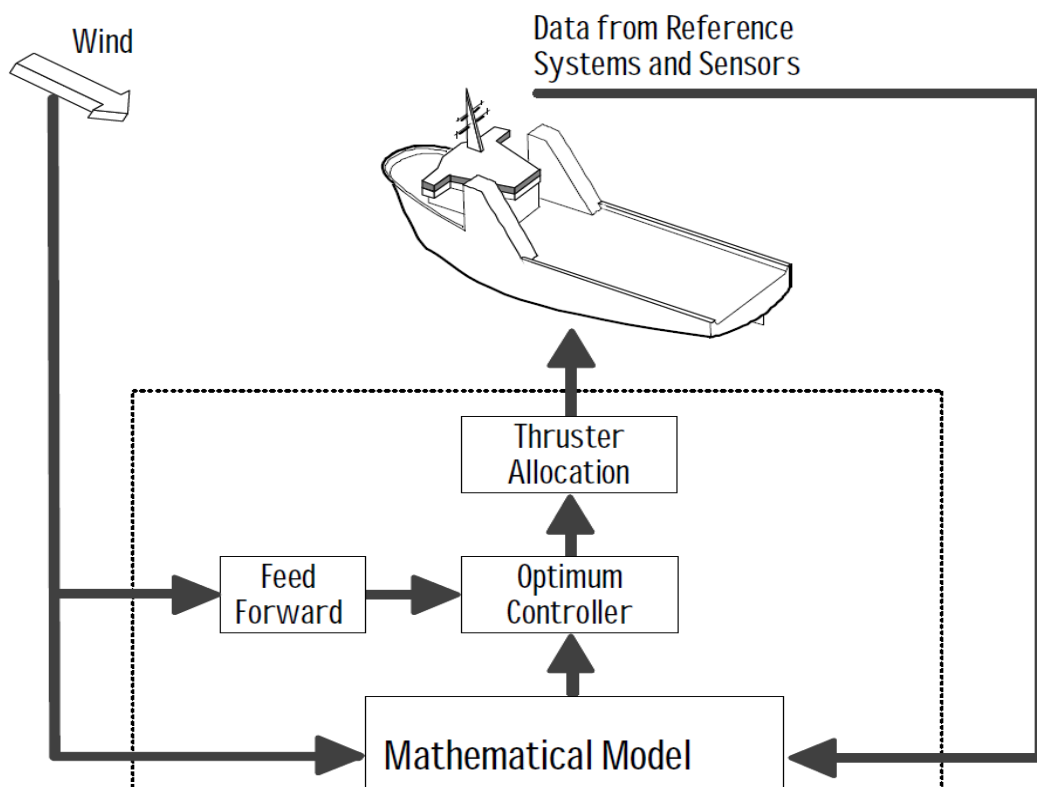 Wind
Data from Reference
Systems and Sensors
Thruster
Allocation
Feed
Forward
Optimum
Controller
Mathematical Model